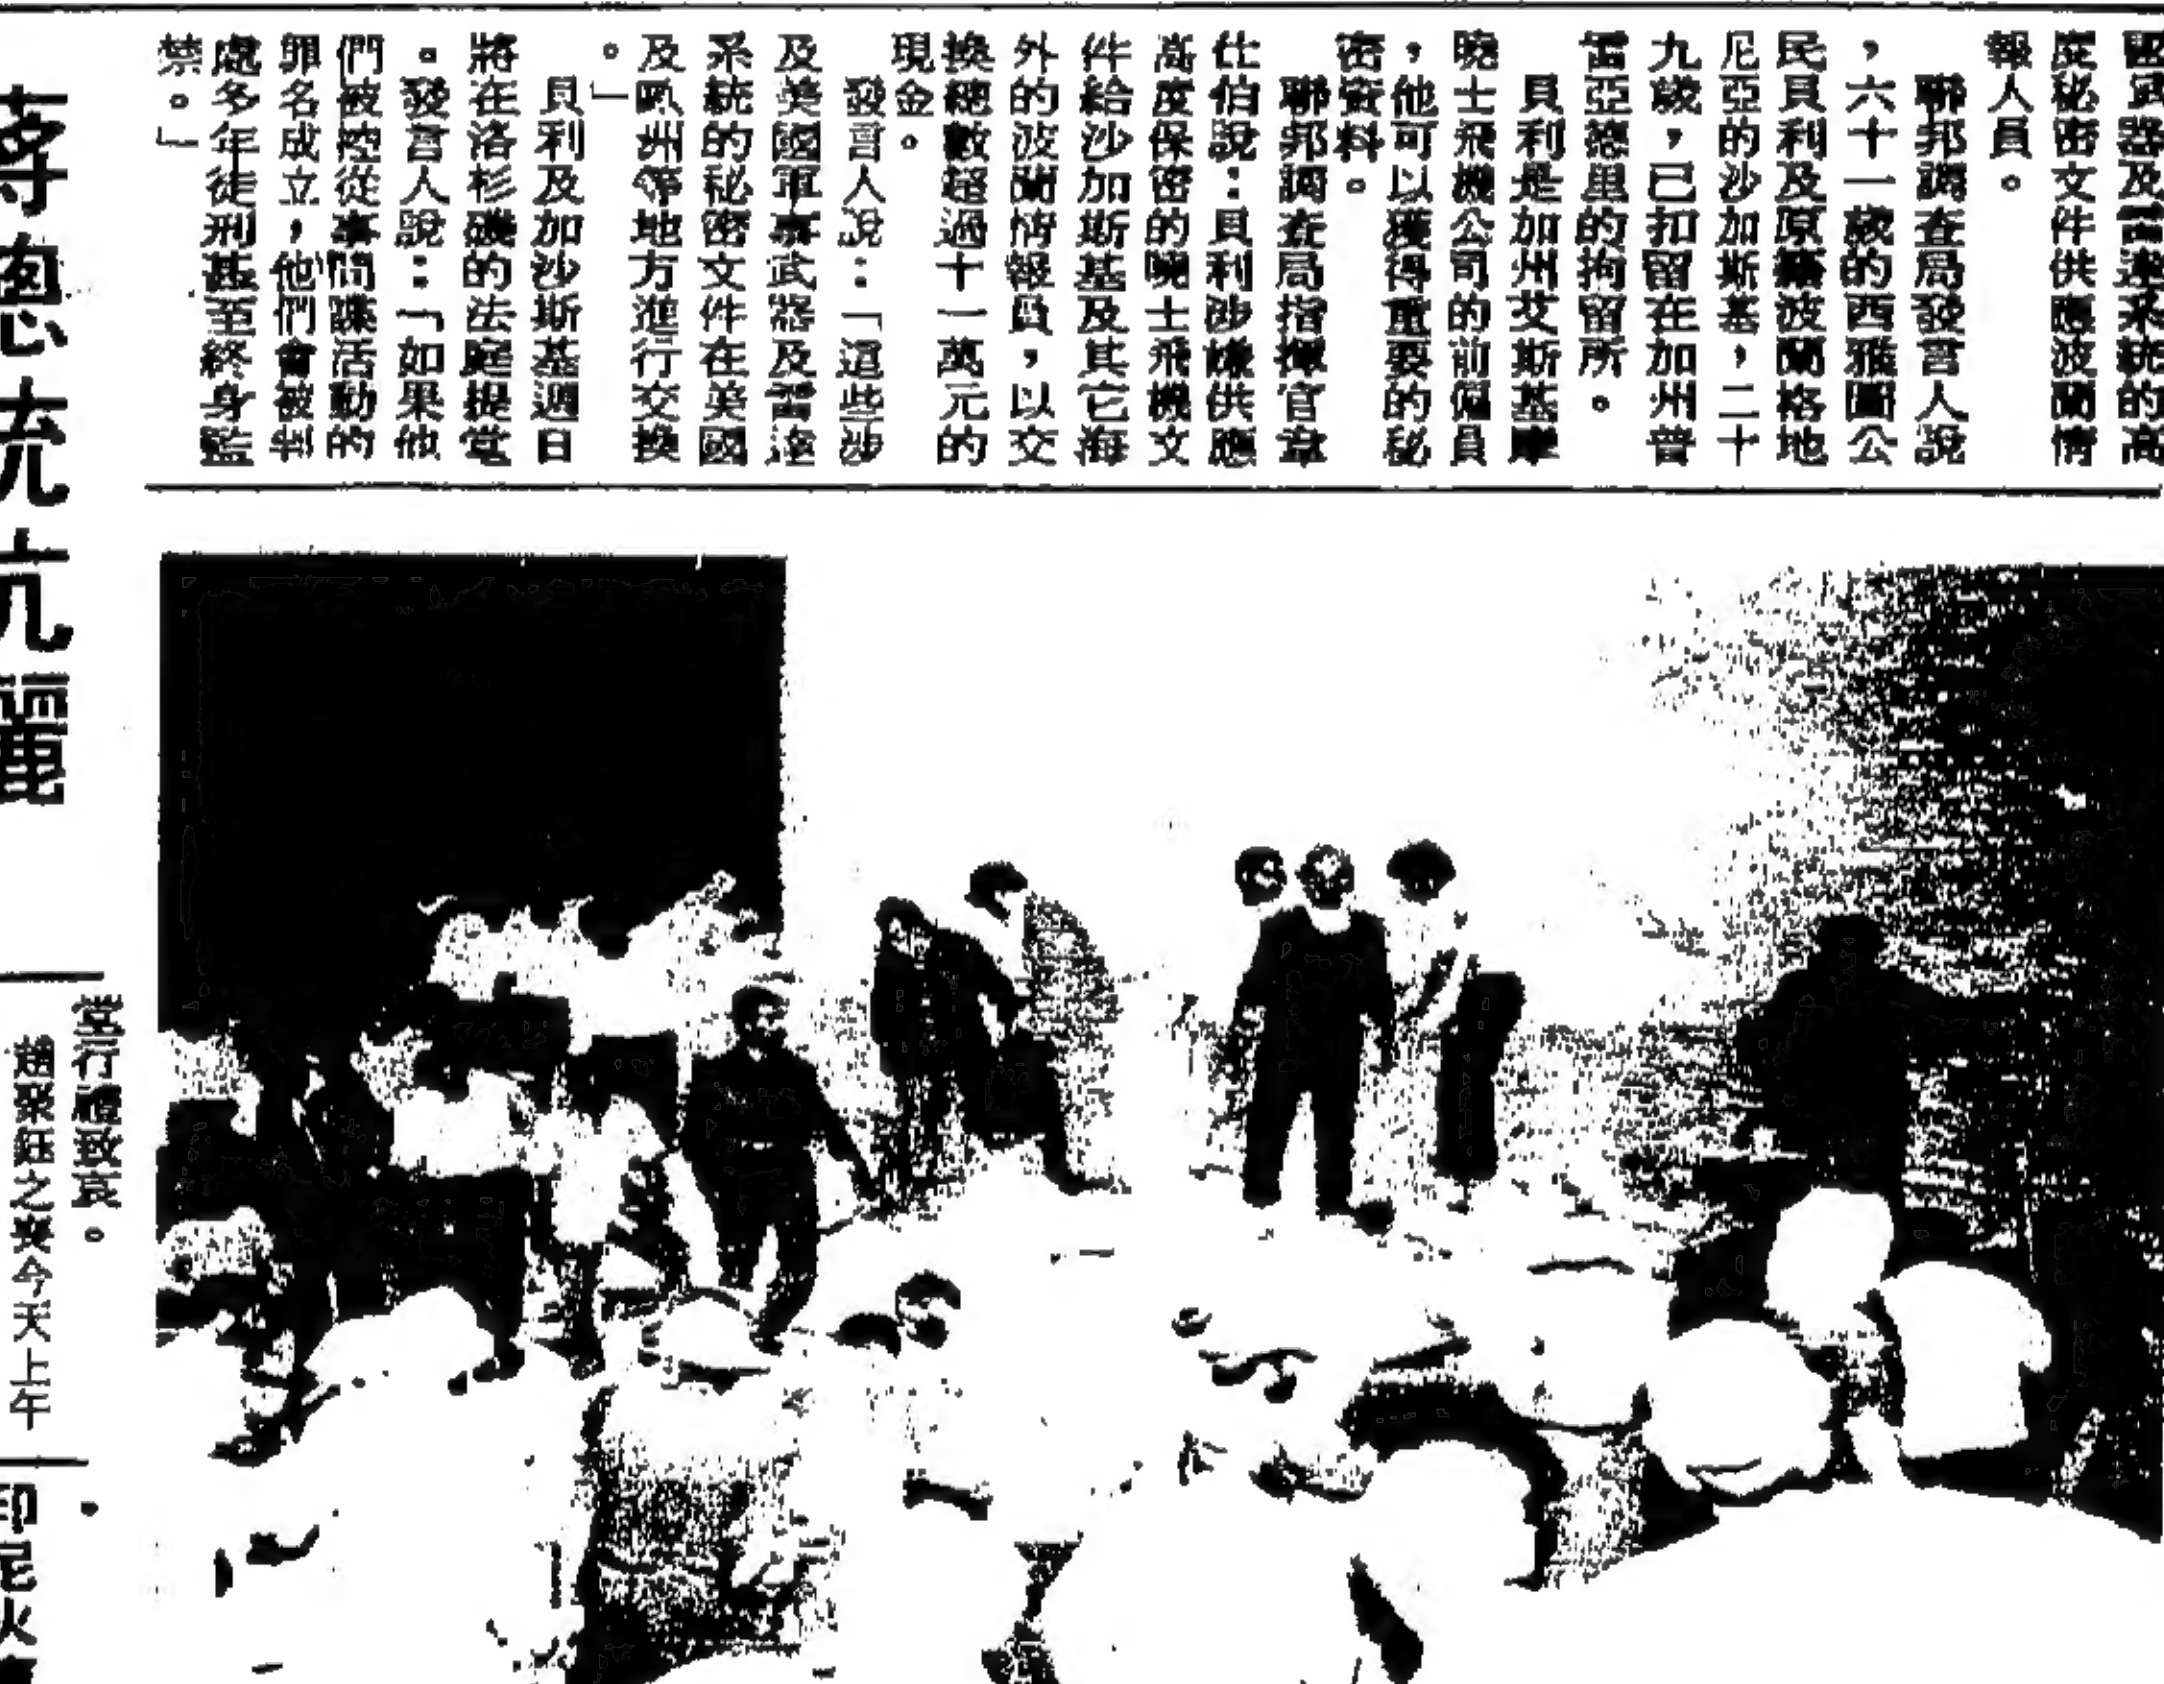 盟武器及雷達系統的高
度秘密文件供應波蘭情
報人員。
聯邦調查局發言人說
，六十一歲的西雅圖公
民貝利及原籍波蘭格地
尼亞的沙加斯基，二十
九歲，已扣留在加州普
雷亞德里的拘留所。
貝利是加州艾斯基摩
曉士飛機公司的前僱員
，他可以獲得重要的秘
密資料。
聯邦調查局指揮官韋
仕伯說：貝利涉嫌供應
高度保密的曉士飛機文
件給沙加斯基及其它海
外的波蘭情報員，以交
換總數超過十一萬元的
現金。
發言人說：「這些涉
及美國軍事武器及雷達
系統的秘密文件在英國
及歐洲等地方進行交換
。」
貝利及加沙斯基週日
將在洛杉磯的法庭提堂
。發言人說：「如果他
們被控從事間諜活動的
罪名成立，他們會被判
處多年徒刑甚至終身監
禁。」
蔣總統伉儷
堂行禮致哀。
趙聚鈺之喪今天上午
印尼火